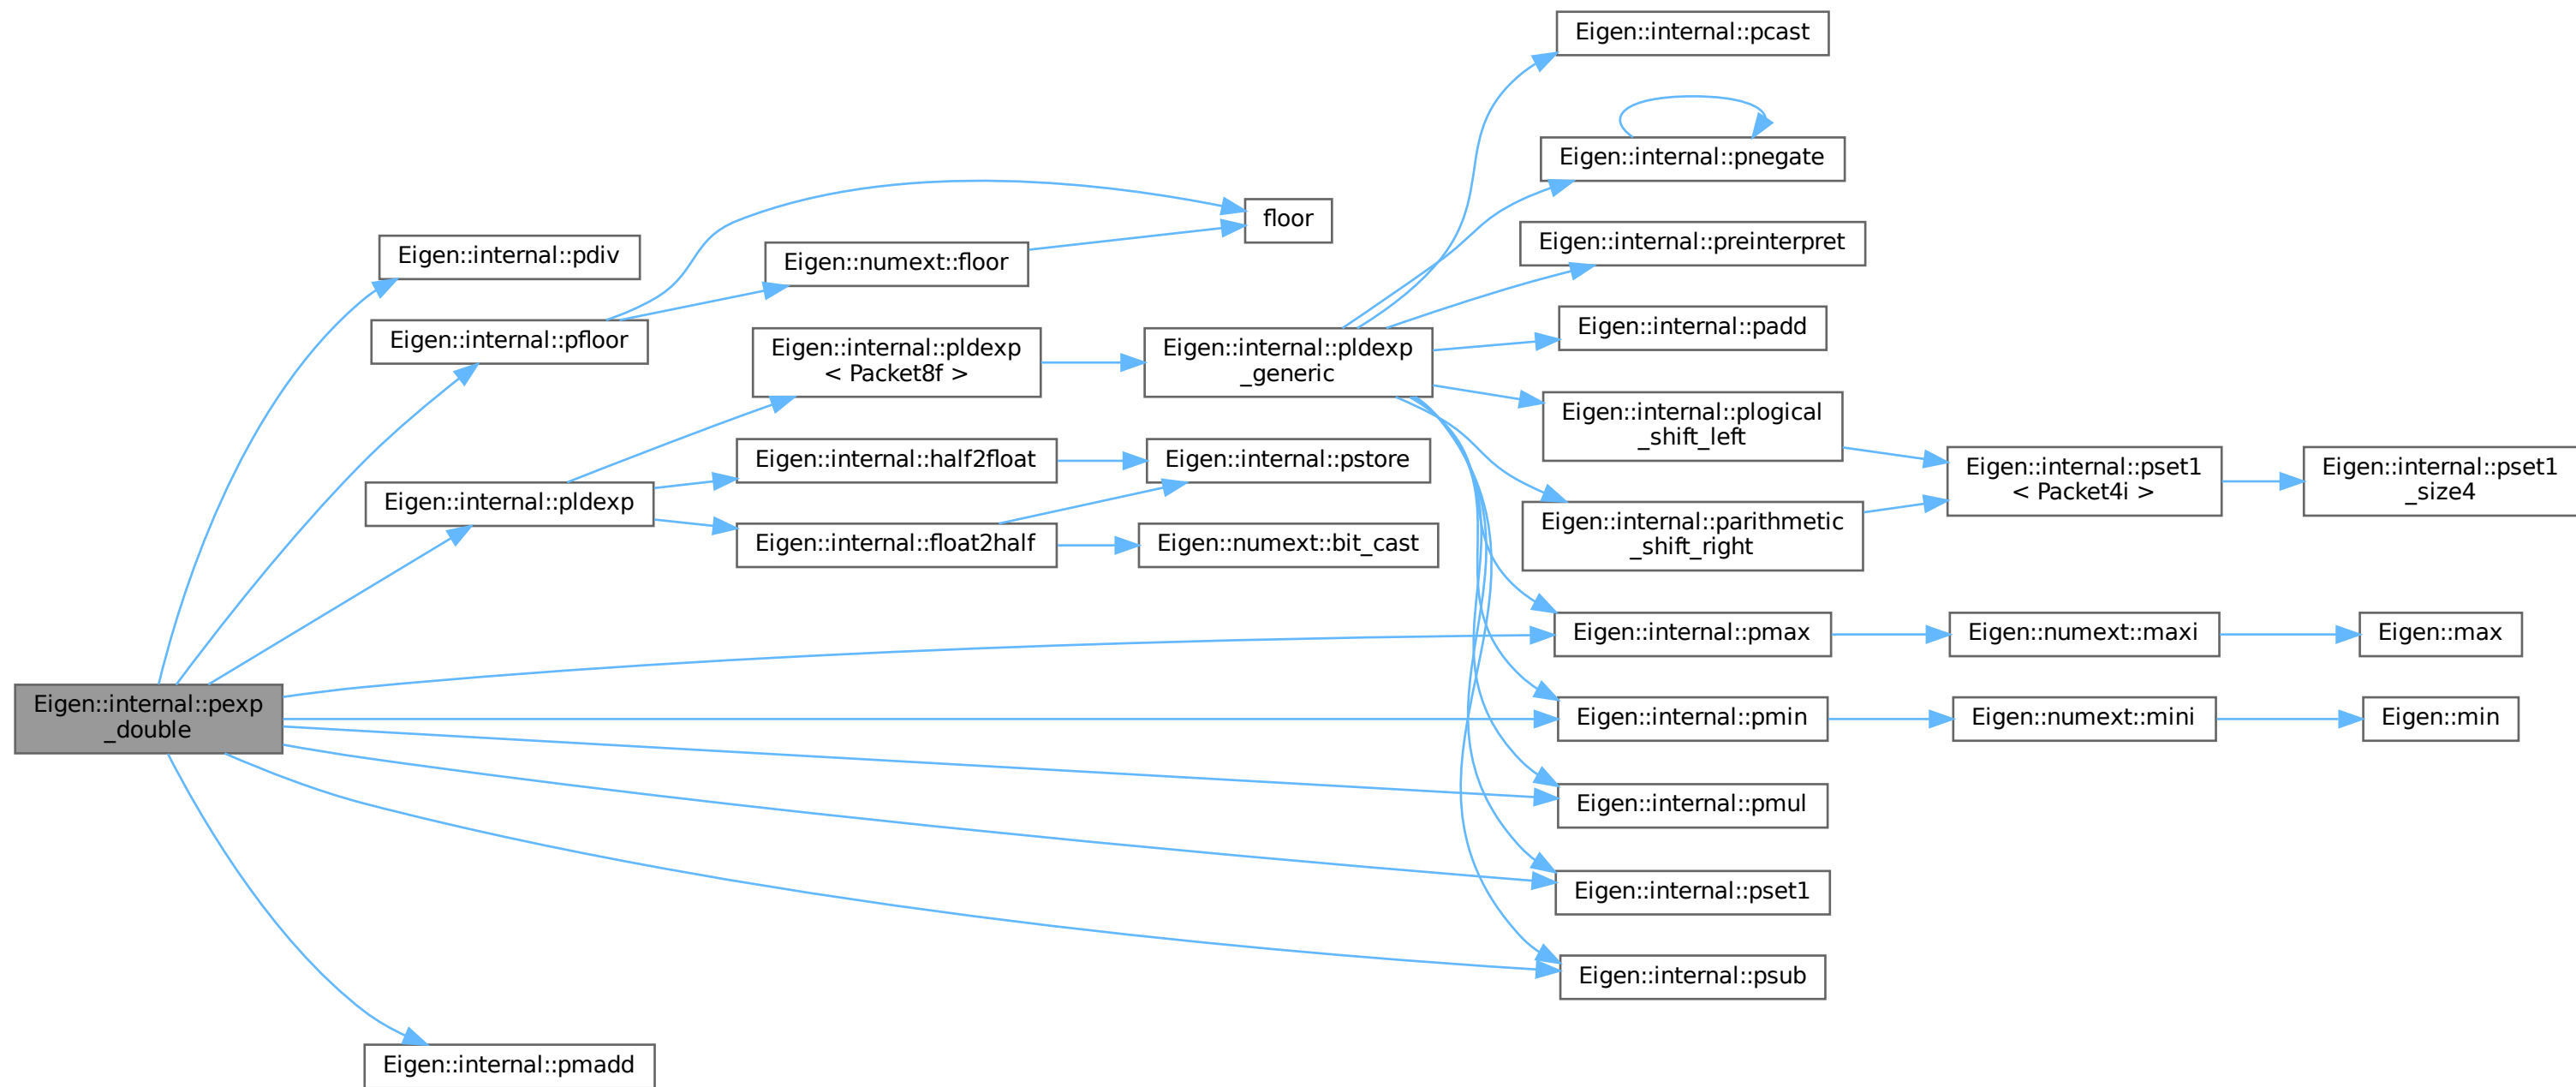 Eigen::internal::pexp
_double
Eigen::internal::pdiv
Eigen::internal::pfloor
Eigen::internal::pldexp
Eigen::internal::pmadd
Eigen::numext::floor
floor
Eigen::internal::pldexp
< Packet8f >
Eigen::internal::half2float
Eigen::internal::float2half
Eigen::internal::pldexp
_generic
Eigen::internal::pstore
Eigen::numext::bit_cast
Eigen::internal::pcast
Eigen::internal::pnegate
Eigen::internal::preinterpret
Eigen::internal::padd
Eigen::internal::plogical
_shift_left
Eigen::internal::parithmetic
_shift_right
Eigen::internal::pmax
Eigen::internal::pmin
Eigen::internal::pmul
Eigen::internal::pset1
Eigen::internal::psub
Eigen::internal::pset1
< Packet4i >
Eigen::internal::pset1
_size4
Eigen::numext::maxi
Eigen::max
Eigen::numext::mini
Eigen::min